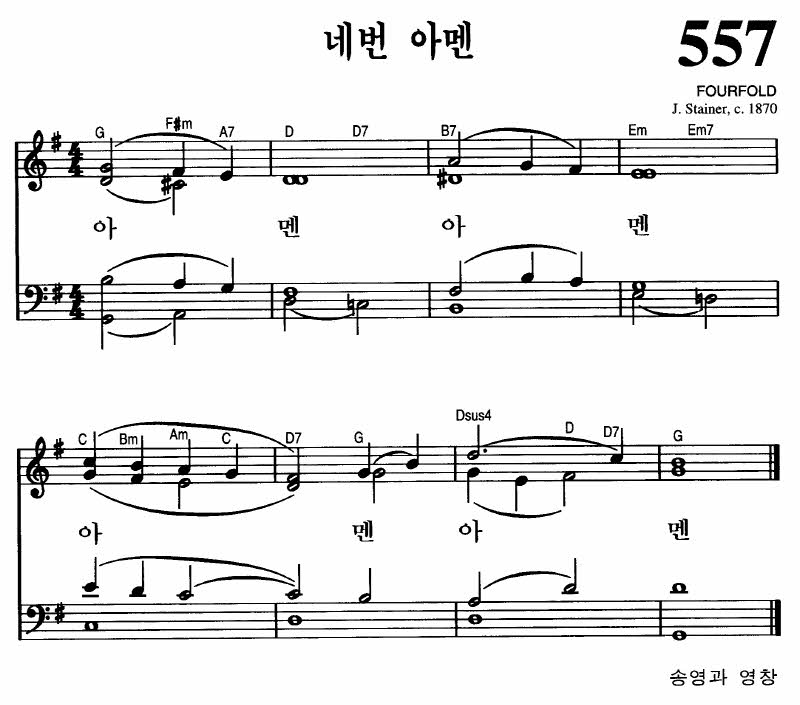 네번 아멘
557
FOURFOLD
J. Stainer, c. 1870
G F#m A7 D D7 B7 Em Em7
아 멘 아 멘
C Bm Am C D7 G Dsus4 D D7 G
아 멘 아 멘
송영과 영창